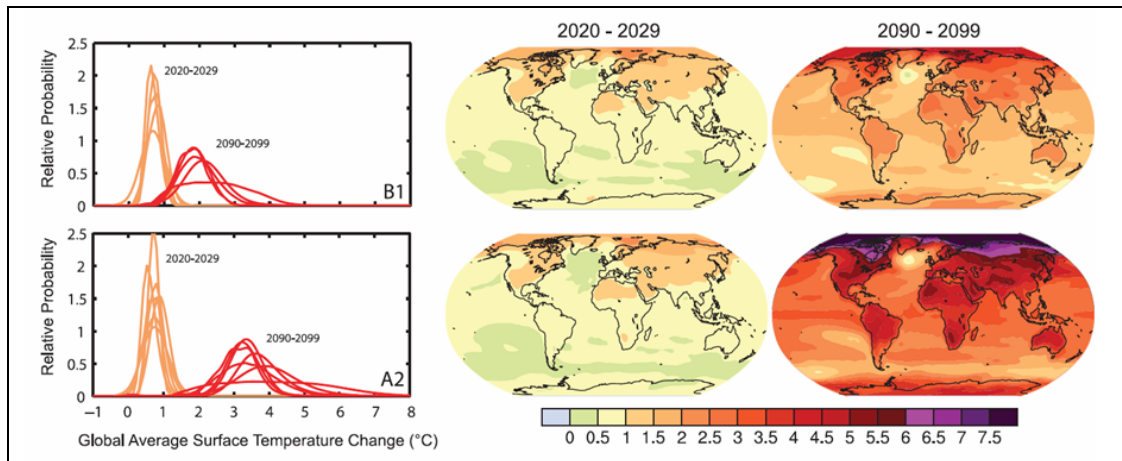 2020 - 2029
2090 - 2099
Relative Probability
2.5
2
1.5
1
0.5
0
2020-2029
2090-2099
B1
Relative Probability
2.5
2
1.5
1
0.5
0
2020-2029
2090-2099
A2
−1 0 1 2 3 4 5 6 7 8
Global Average Surface Temperature Change (°C)
0 0.5 1 1.5 2 2.5 3 3.5 4 4.5 5 5.5 6 6.5 7 7.5